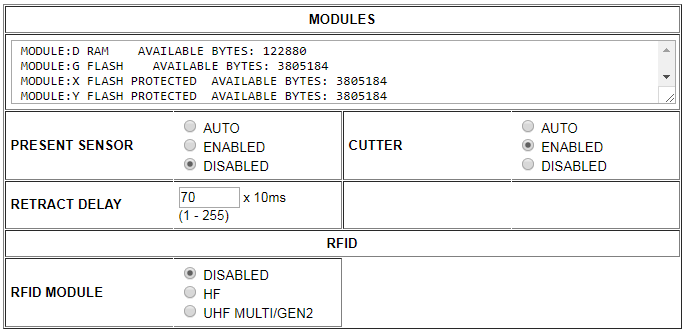 MODULES
MODULE:D RAM    AVAILABLE BYTES: 122880
MODULE:G FLASH    AVAILABLE BYTES: 3805184
MODULE:X FLASH PROTECTED  AVAILABLE BYTES: 3805184
MODULE:Y FLASH PROTECTED  AVAILABLE BYTES: 3805184
PRESENT SENSOR
AUTO
ENABLED
DISABLED
CUTTER
AUTO
ENABLED
DISABLED
RETRACT DELAY
70 x 10ms
(1 - 255)
RFID
RFID MODULE
DISABLED
HF
UHF MULTI/GEN2